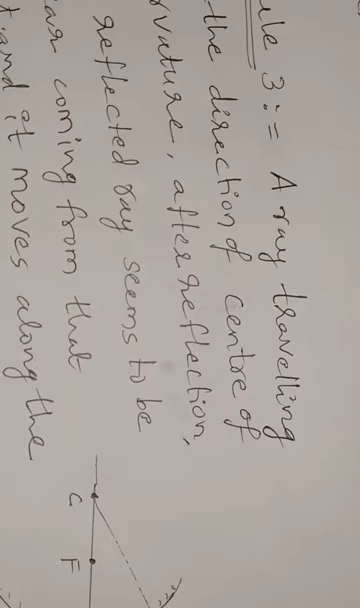 ule 3:= A ray travelling
the direction of centre of
rvature, after reflection,
reflected ray seems to be
ar coming from that
t and it moves along the
C F